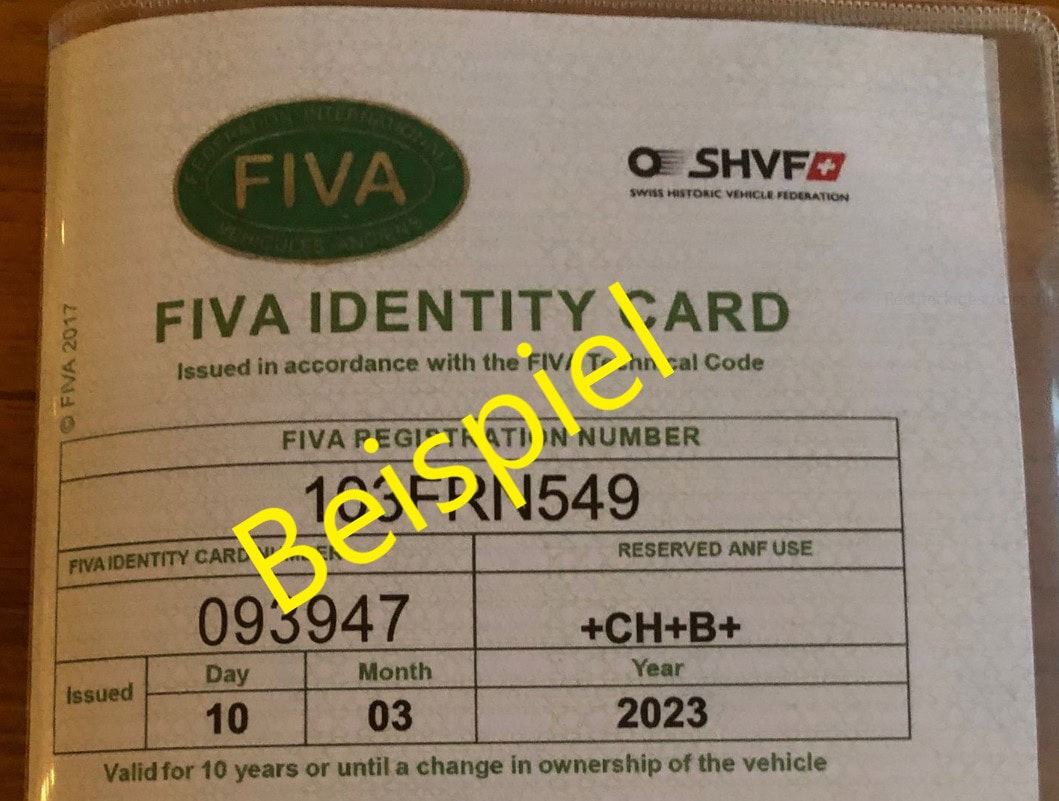 FEDERATION INTERNATIONALE
FIVA
VEHICULES ANCIENS
SHVF
SWISS HISTORIC VEHICLE FEDERATION
© FIVA 2017
FIVA IDENTITY CARD
Issued in accordance with the FIVA Technical Code
Beispiel
FIVA REGISTRATION NUMBER
103FRN549
FIVA IDENTITY CARD NUMBER
RESERVED ANF USE
093947
+CH+B+
Issued
Day
Month
Year
10
03
2023
Valid for 10 years or until a change in ownership of the vehicle